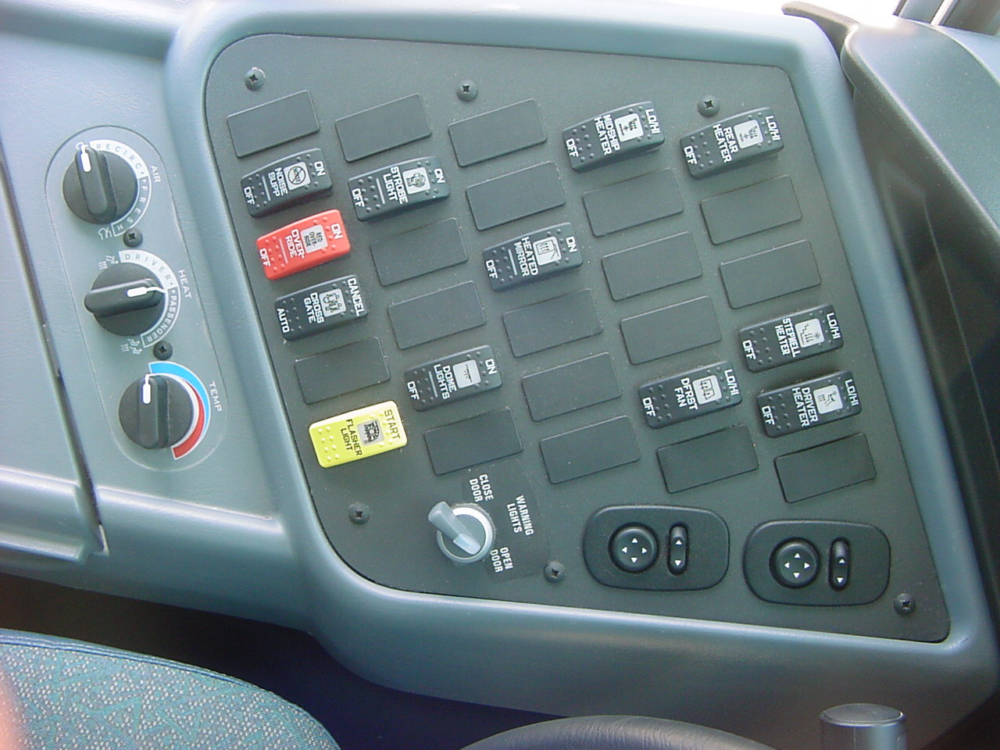 RECIRC • FRESH
AIR
DRIVER • PASSENGER
HEAT
TEMP
ON
NOISE
SUPP
OFF
ON
STROBE
LIGHT
OFF
LO/HI
MIDSHIP
HEATER
OFF
LO/HI
REAR
HEATER
OFF
ON
RED
OVER-
RIDE
OVER-
RIDE
OFF
ON
HEATED
MIRROR
OFF
CANCEL
CROSS
GATE
AUTO
LO/HI
STEPWELL
HEATER
OFF
ON
DOME
LIGHTS
OFF
LO/HI
DFRST
FAN
OFF
LO/HI
DRIVER
HEATER
OFF
START
FLASHER
LIGHT
CLOSE
DOOR
WARNING
LIGHTS
OPEN
DOOR